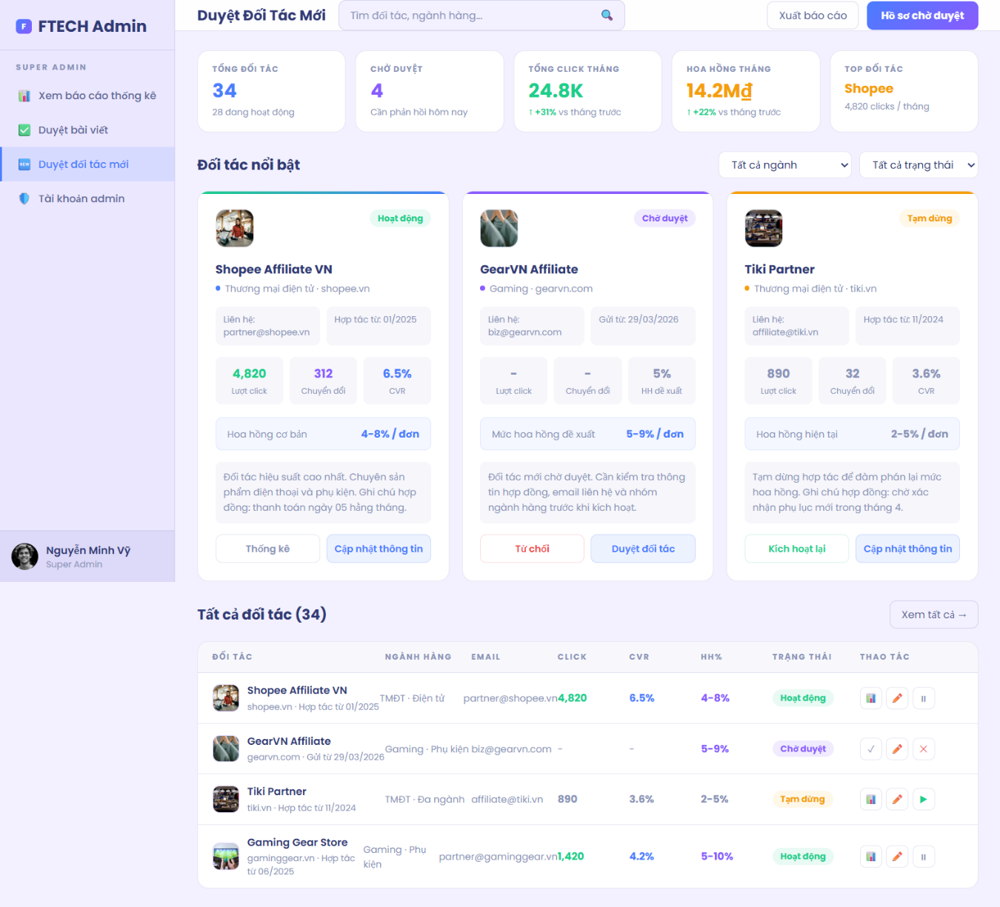 F FTECH Admin
SUPER ADMIN
Xem báo cáo thống kê
Duyệt bài viết
NEW Duyệt đối tác mới
Tài khoản admin
Nguyễn Minh Vỹ
Super Admin
Duyệt Đối Tác Mới
Tìm đối tác, ngành hàng...
Xuất báo cáo
Hồ sơ chờ duyệt
TỔNG ĐỐI TÁC
34
28 đang hoạt động
CHỜ DUYỆT
4
Cần phản hồi hôm nay
TỔNG CLICK THÁNG
24.8K
↑ +31% vs tháng trước
HOA HỒNG THÁNG
14.2M₫
↑ +22% vs tháng trước
TOP ĐỐI TÁC
Shopee
4,820 clicks / tháng
Đối tác nổi bật
Tất cả ngành
Tất cả trạng thái
Hoạt động
Shopee Affiliate VN
Thương mại điện tử · shopee.vn
Liên hệ:
partner@shopee.vn
Hợp tác từ: 01/2025
4,820
Lượt click
312
Chuyển đổi
6.5%
CVR
Hoa hồng cơ bản
4-8% / đơn
Đối tác hiệu suất cao nhất. Chuyên sản
phẩm điện thoại và phụ kiện. Ghi chú hợp
đồng: thanh toán ngày 05 hằng tháng.
Thống kê
Cập nhật thông tin
Chờ duyệt
GearVN Affiliate
Gaming · gearvn.com
Liên hệ:
biz@gearvn.com
Gửi từ: 29/03/2026
-
Lượt click
-
Chuyển đổi
5%
HH đề xuất
Mức hoa hồng đề xuất
5-9% / đơn
Đối tác mới chờ duyệt. Cần kiểm tra thông
tin hợp đồng, email liên hệ và nhóm
ngành hàng trước khi kích hoạt.
Từ chối
Duyệt đối tác
Tạm dừng
Tiki Partner
Thương mại điện tử · tiki.vn
Liên hệ:
affiliate@tiki.vn
Hợp tác từ: 11/2024
890
Lượt click
32
Chuyển đổi
3.6%
CVR
Hoa hồng hiện tại
2-5% / đơn
Tạm dừng hợp tác để đàm phán lại mức
hoa hồng. Ghi chú hợp đồng: chờ xác
nhận phụ lục mới trong tháng 4.
Kích hoạt lại
Cập nhật thông tin
Tất cả đối tác (34)
Xem tất cả →
ĐỐI TÁC NGÀNH HÀNG EMAIL CLICK CVR HH% TRẠNG THÁI THAO TÁC
Shopee Affiliate VN
shopee.vn · Hợp tác từ 01/2025
TMĐT · Điện tử partner@shopee.vn 4,820 6.5% 4-8% Hoạt động
GearVN Affiliate
gearvn.com · Gửi từ 29/03/2026
Gaming · Phụ kiện biz@gearvn.com - - 5-9% Chờ duyệt
Tiki Partner
tiki.vn · Hợp tác từ 11/2024
TMĐT · Đa ngành affiliate@tiki.vn 890 3.6% 2-5% Tạm dừng
Gaming Gear Store
gaminggear.vn · Hợp tác
từ 06/2025
Gaming · Phụ
kiện
partner@gaminggear.vn 1,420 4.2% 5-10% Hoạt động